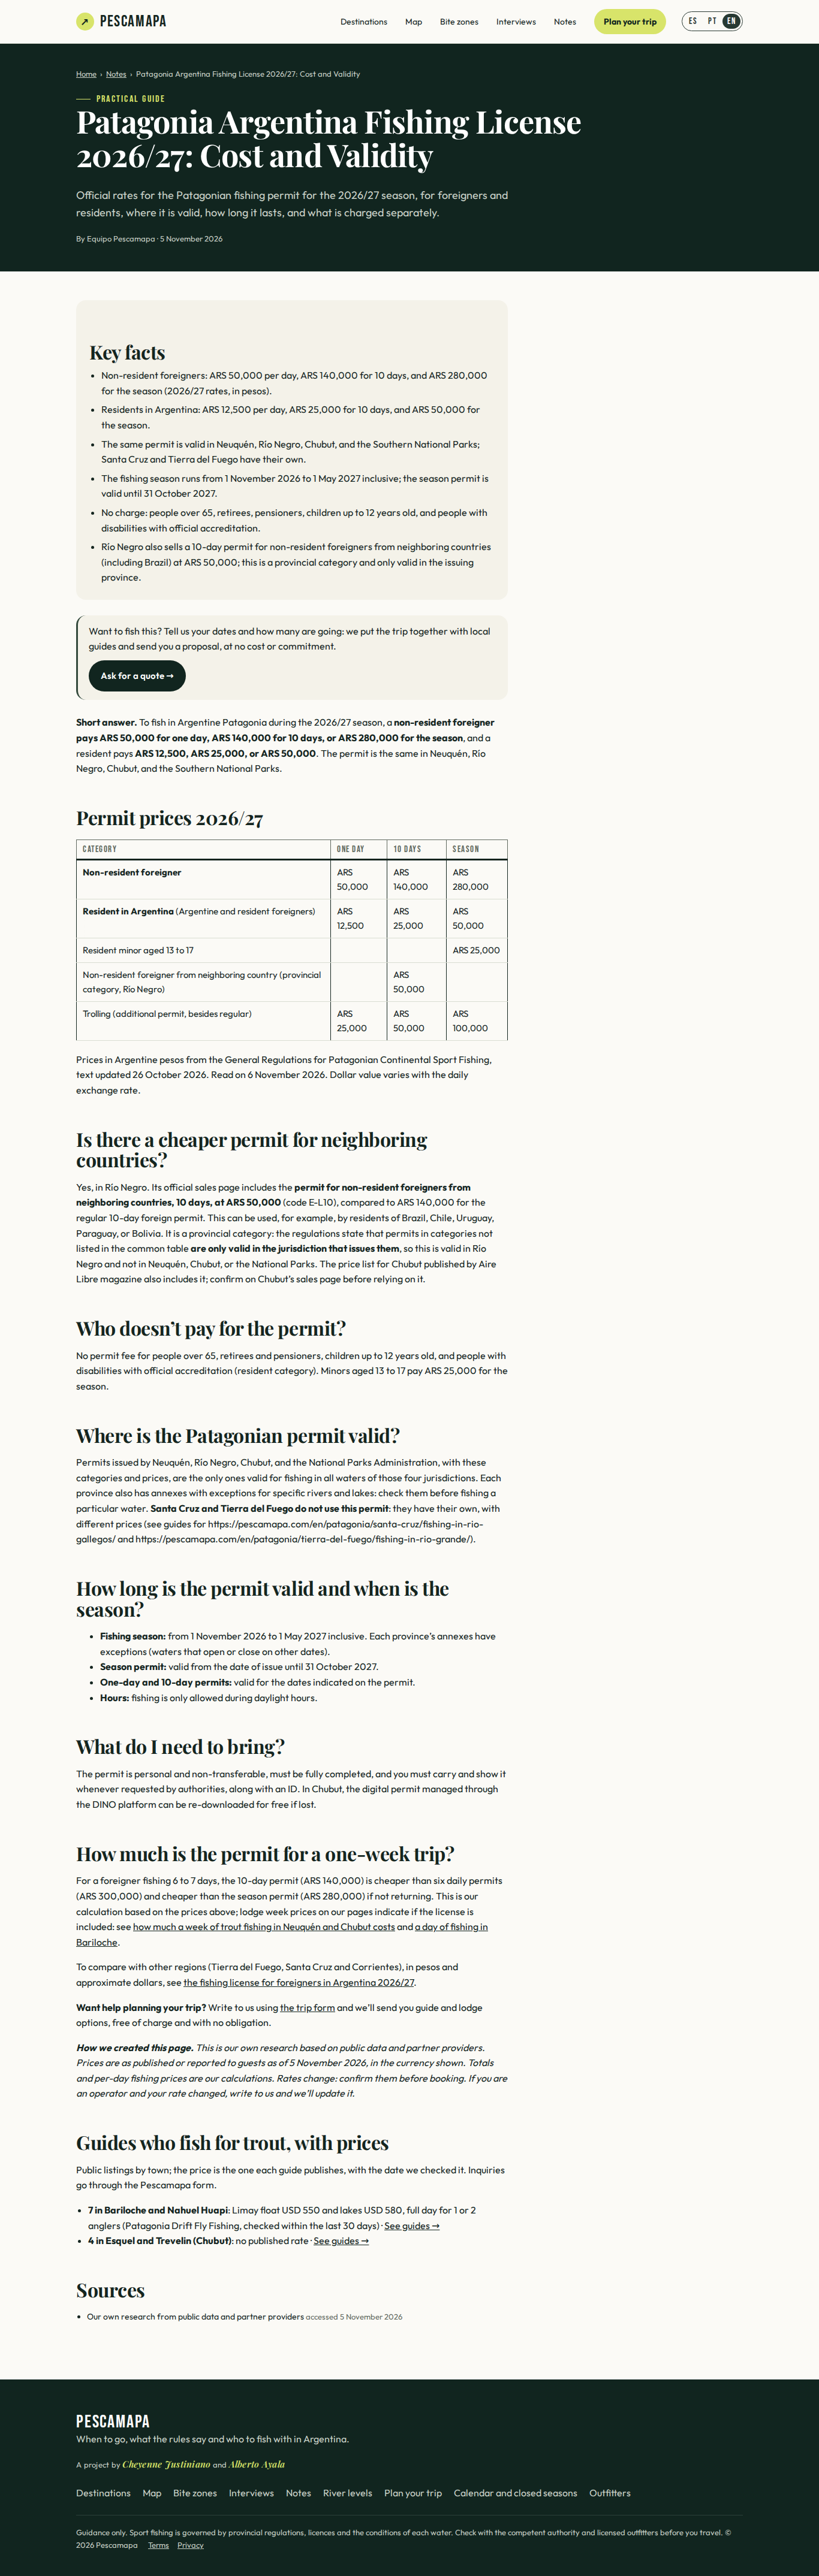 PESCAMAPA
Destinations Map Bite zones Interviews Notes Plan your trip ES PT EN
Home › Notes › Patagonia Argentina Fishing License 2026/27: Cost and Validity
PRACTICAL GUIDE
Patagonia Argentina Fishing License
2026/27: Cost and Validity
Official rates for the Patagonian fishing permit for the 2026/27 season, for foreigners and
residents, where it is valid, how long it lasts, and what is charged separately.
By Equipo Pescamapa · 5 November 2026
Key facts
• Non-resident foreigners: ARS 50,000 per day, ARS 140,000 for 10 days, and ARS 280,000
for the season (2026/27 rates, in pesos).
• Residents in Argentina: ARS 12,500 per day, ARS 25,000 for 10 days, and ARS 50,000 for
the season.
• The same permit is valid in Neuquén, Río Negro, Chubut, and the Southern National Parks;
Santa Cruz and Tierra del Fuego have their own.
• The fishing season runs from 1 November 2026 to 1 May 2027 inclusive; the season permit is
valid until 31 October 2027.
• No charge: people over 65, retirees, pensioners, children up to 12 years old, and people with
disabilities with official accreditation.
• Río Negro also sells a 10-day permit for non-resident foreigners from neighboring countries
(including Brazil) at ARS 50,000; this is a provincial category and only valid in the issuing
province.
Want to fish this? Tell us your dates and how many are going: we put the trip together with local
guides and send you a proposal, at no cost or commitment.
Ask for a quote →
Short answer. To fish in Argentine Patagonia during the 2026/27 season, a non-resident foreigner
pays ARS 50,000 for one day, ARS 140,000 for 10 days, or ARS 280,000 for the season, and a
resident pays ARS 12,500, ARS 25,000, or ARS 50,000. The permit is the same in Neuquén, Río
Negro, Chubut, and the Southern National Parks.
Permit prices 2026/27
CATEGORY ONE DAY 10 DAYS SEASON
Non-resident foreigner ARS 50,000 ARS 140,000 ARS 280,000
Resident in Argentina (Argentine and resident foreigners) ARS 12,500 ARS 25,000 ARS 50,000
Resident minor aged 13 to 17 ARS 25,000
Non-resident foreigner from neighboring country (provincial
category, Río Negro) ARS 50,000
Trolling (additional permit, besides regular) ARS 25,000 ARS 50,000 ARS 100,000
Prices in Argentine pesos from the General Regulations for Patagonian Continental Sport Fishing,
text updated 26 October 2026. Read on 6 November 2026. Dollar value varies with the daily
exchange rate.
Is there a cheaper permit for neighboring
countries?
Yes, in Río Negro. Its official sales page includes the permit for non-resident foreigners from
neighboring countries, 10 days, at ARS 50,000 (code E-L10), compared to ARS 140,000 for the
regular 10-day foreign permit. This can be used, for example, by residents of Brazil, Chile, Uruguay,
Paraguay, or Bolivia. It is a provincial category: the regulations state that permits in categories not
listed in the common table are only valid in the jurisdiction that issues them, so this is valid in Río
Negro and not in Neuquén, Chubut, or the National Parks. The price list for Chubut published by Aire
Libre magazine also includes it; confirm on Chubut's sales page before relying on it.
Who doesn't pay for the permit?
No permit fee for people over 65, retirees and pensioners, children up to 12 years old, and people with
disabilities with official accreditation (resident category). Minors aged 13 to 17 pay ARS 25,000 for the
season.
Where is the Patagonian permit valid?
Permits issued by Neuquén, Río Negro, Chubut, and the National Parks Administration, with these
categories and prices, are the only ones valid for fishing in all waters of those four jurisdictions. Each
province also has annexes with exceptions for specific rivers and lakes: check them before fishing a
particular water. Santa Cruz and Tierra del Fuego do not use this permit: they have their own, with
different prices (see guides for https://pescamapa.com/en/patagonia/santa-cruz/fishing-in-rio-
gallegos/ and https://pescamapa.com/en/patagonia/tierra-del-fuego/fishing-in-rio-grande/).
How long is the permit valid and when is the
season?
• Fishing season: from 1 November 2026 to 1 May 2027 inclusive. Each province's annexes have
exceptions (waters that open or close on other dates).
• Season permit: valid from the date of issue until 31 October 2027.
• One-day and 10-day permits: valid for the dates indicated on the permit.
• Hours: fishing is only allowed during daylight hours.
What do I need to bring?
The permit is personal and non-transferable, must be fully completed, and you must carry and show it
whenever requested by authorities, along with an ID. In Chubut, the digital permit managed through
the DINO platform can be re-downloaded for free if lost.
How much is the permit for a one-week trip?
For a foreigner fishing 6 to 7 days, the 10-day permit (ARS 140,000) is cheaper than six daily permits
(ARS 300,000) and cheaper than the season permit (ARS 280,000) if not returning. This is our
calculation based on the prices above; lodge week prices on our pages indicate if the license is
included: see how much a week of trout fishing in Neuquén and Chubut costs and a day of fishing in
Bariloche.
To compare with other regions (Tierra del Fuego, Santa Cruz and Corrientes), in pesos and
approximate dollars, see the fishing license for foreigners in Argentina 2026/27.
Want help planning your trip? Write to us using the trip form and we'll send you guide and lodge
options, free of charge and with no obligation.
How we created this page. This is our own research based on public data and partner providers.
Prices are as published or reported to guests as of 5 November 2026, in the currency shown. Totals
and per-day fishing prices are our calculations. Rates change: confirm them before booking. If you are
an operator and your rate changed, write to us and we'll update it.
Guides who fish for trout, with prices
Public listings by town; the price is the one each guide publishes, with the date we checked it. Inquiries
go through the Pescamapa form.
• 7 in Bariloche and Nahuel Huapi: Limay float USD 550 and lakes USD 580, full day for 1 or 2
anglers (Patagonia Drift Fly Fishing, checked within the last 30 days) · See guides →
• 4 in Esquel and Trevelin (Chubut): no published rate · See guides →
Sources
• Our own research from public data and partner providers accessed 5 November 2026
PESCAMAPA
When to go, what the rules say and who to fish with in Argentina.
A project by Cheyenne Justiniano and Alberto Ayala
Destinations Map Bite zones Interviews Notes River levels Plan your trip Calendar and closed seasons Outfitters
Guidance only. Sport fishing is governed by provincial regulations, licences and the conditions of each water. Check with the competent authority and licensed outfitters before you travel. ©
2026 Pescamapa Terms Privacy